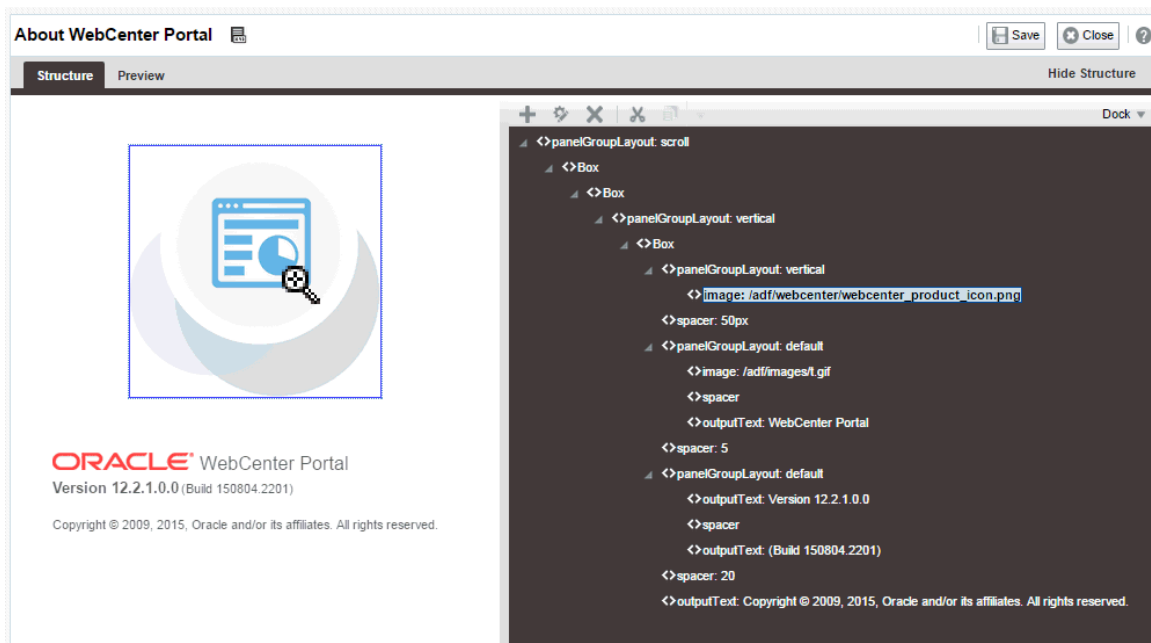 About WebCenter Portal
Save
Close
?
Structure
Preview
Hide Structure
Dock
<>panelGroupLayout: scroll
<>Box
<>Box
<>panelGroupLayout: vertical
<>Box
<>panelGroupLayout: vertical
<>image: /adf/webcenter/webcenter_product_icon.png
<>spacer: 50px
<>panelGroupLayout: default
<>image: /adf/images/t.gif
<>spacer
<>outputText: WebCenter Portal
<>spacer: 5
<>panelGroupLayout: default
<>outputText: Version 12.2.1.0.0
<>spacer
<>outputText: (Build 150804.2201)
<>spacer: 20
<>outputText: Copyright © 2009, 2015, Oracle and/or its affiliates. All rights reserved.
ORACLE® WebCenter Portal
Version 12.2.1.0.0 (Build 150804.2201)
Copyright © 2009, 2015, Oracle and/or its affiliates. All rights reserved.